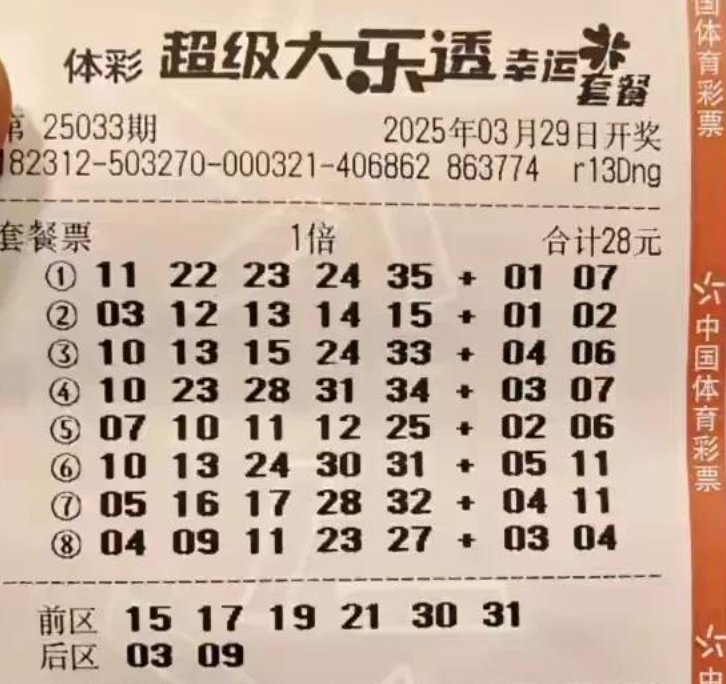 体彩 超级大乐透 幸运套餐
第 25033期 2025年03月29日开奖
182312-503270-000321-406862 863774 r13Dng
套餐票 1倍 合计28元
① 11 22 23 24 35 + 01 07
② 03 12 13 14 15 + 01 02
③ 10 13 15 24 33 + 04 06
④ 10 23 28 31 34 + 03 07
⑤ 07 10 11 12 25 + 02 06
⑥ 10 13 24 30 31 + 05 11
⑦ 05 16 17 28 32 + 04 11
⑧ 04 09 11 23 27 + 03 04
前区 15 17 19 21 30 31
后区 03 09
国体育彩票
中国体育彩票
中